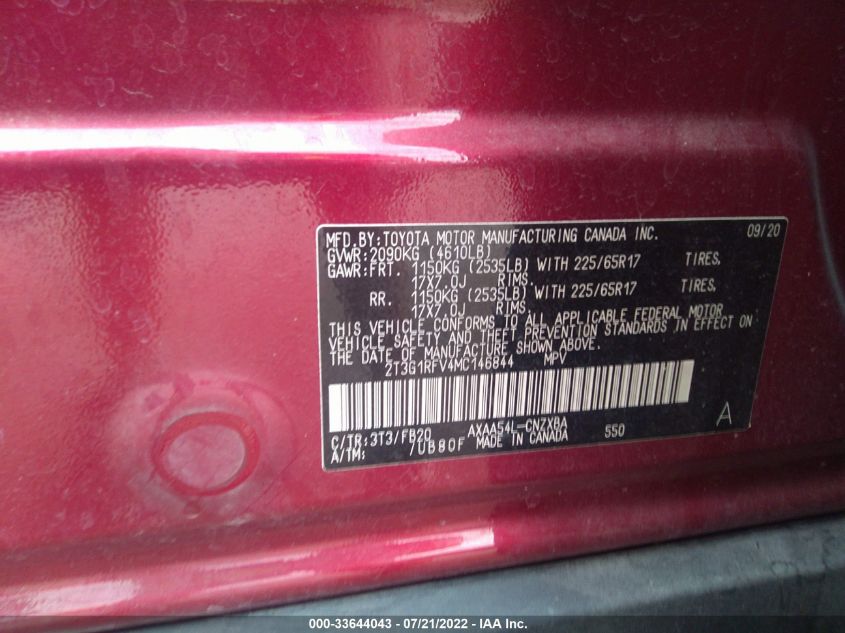 MFD.BY:TOYOTA MOTOR MANUFACTURING CANADA INC. 09/20
GVWR:2090KG (4610LB)
GAWR:FRT. 1150KG (2535LB) WITH 225/65R17 TIRES.
17X7.0J RIMS.
RR. 1150KG (2535LB) WITH 225/65R17 TIRES.
17X7.0J RIMS.
THIS VEHICLE CONFORMS TO ALL APPLICABLE FEDERAL MOTOR
VEHICLE SAFETY AND THEFT PREVENTION STANDARDS IN EFFECT ON
THE DATE OF MANUFACTURE SHOWN ABOVE.
2T3G1RFV4MC146844 MPV
C/TR:3T3/FB20 AXAA54L-CNZXBA 550 A
A/TM: /UB80F MADE IN CANADA
000-33644043 - 07/21/2022 - IAA Inc.